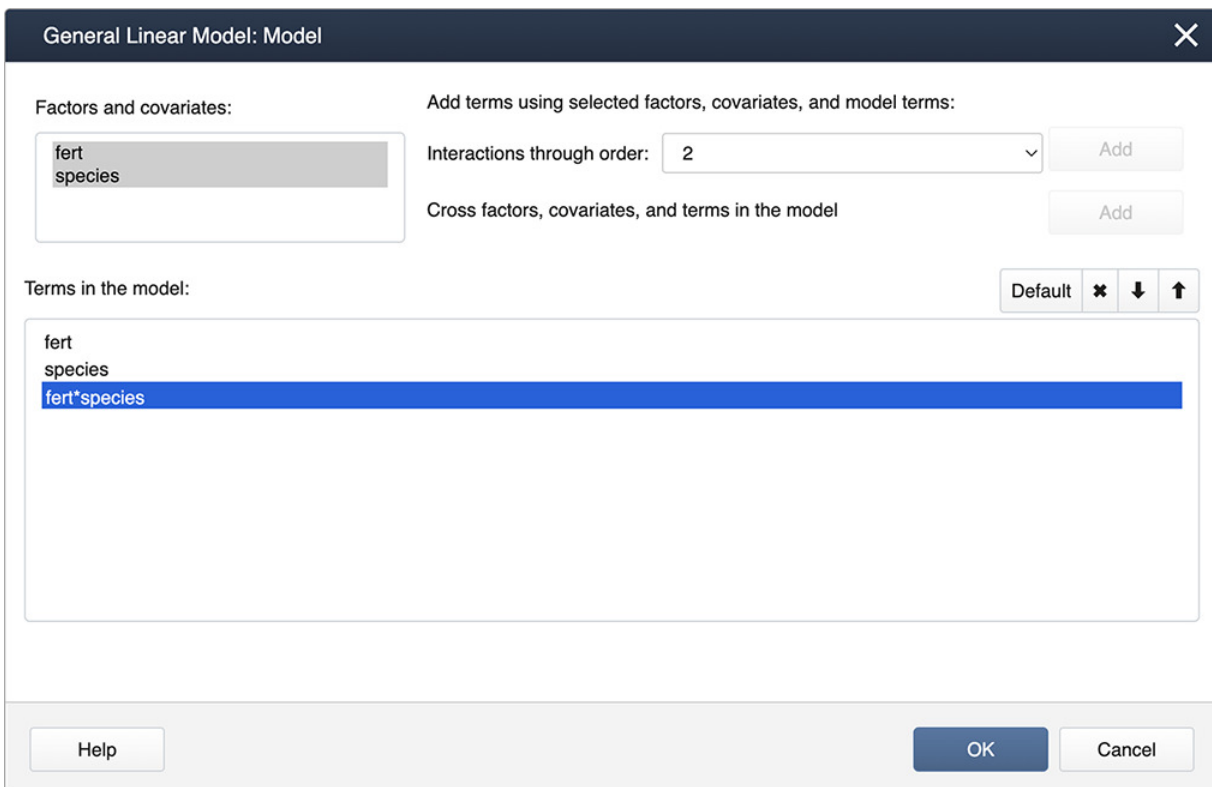 General Linear Model: Model
Factors and covariates:
fert
species
Add terms using selected factors, covariates, and model terms:
Interactions through order: 2 Add
Cross factors, covariates, and terms in the model Add
Terms in the model:
Default
fert
species
fert*species
Help OK Cancel